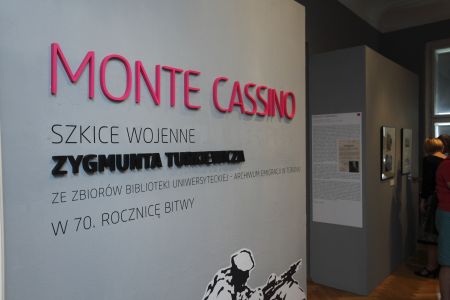 MONTE CASSINO
SZKICE WOJENNE
ZYGMUNTA TURKIEWICZA
ZE ZBIORÓW BIBLIOTEKI UNIWERSYTECKIEJ - ARCHIWUM EMIGRACJI W TORUNIU
W 70. ROCZNICĘ BITWY